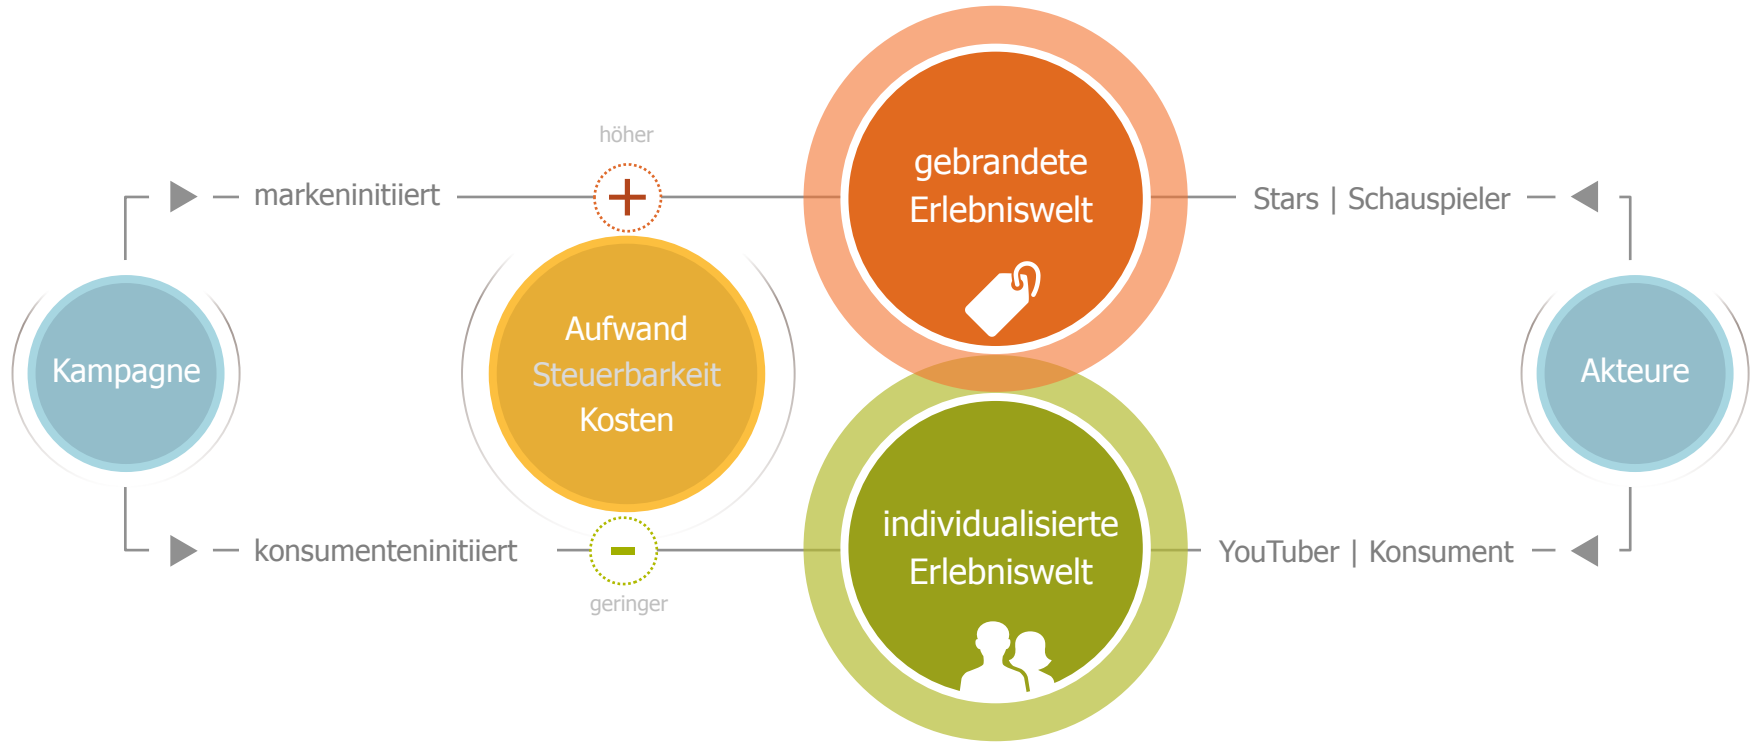 höher
markeninitiiert
gebrandete
Erlebniswelt
Stars | Schauspieler
Kampagne
Aufwand
Steuerbarkeit
Kosten
Akteure
konsumenteninitiiert
individualisierte
Erlebniswelt
YouTuber | Konsument
geringer